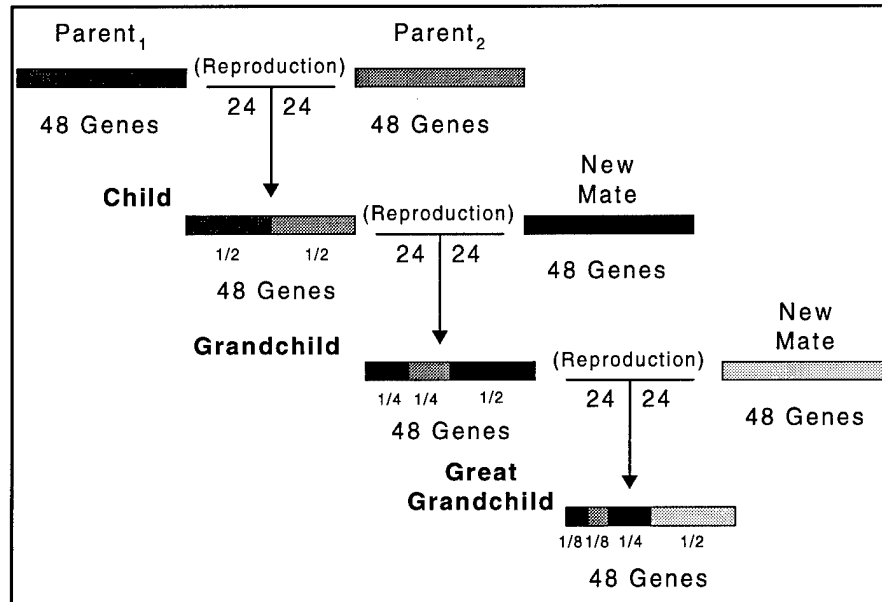 Parent1 Parent2
(Reproduction)
24 24
48 Genes 48 Genes
New
Mate
Child
(Reproduction)
1/2 1/2
24 24
48 Genes
48 Genes
New
Mate
Grandchild
(Reproduction)
1/4 1/4 1/2
24 24
48 Genes
48 Genes
Great
Grandchild
1/8 1/8 1/4 1/2
48 Genes